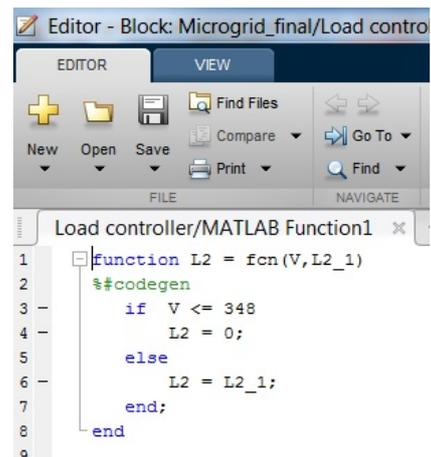 Editor - Block: Microgrid_final/Load contro
EDITOR VIEW
New Open Save
Find Files
Compare
Print
Go To
Find
FILE NAVIGATE
Load controller/MATLAB Function1
1 function L2 = fcn(V,L2_1)
2 %#codegen
3 – if V <= 348
4 – L2 = 0;
5 else
6 – L2 = L2_1;
7 end;
8 end
9